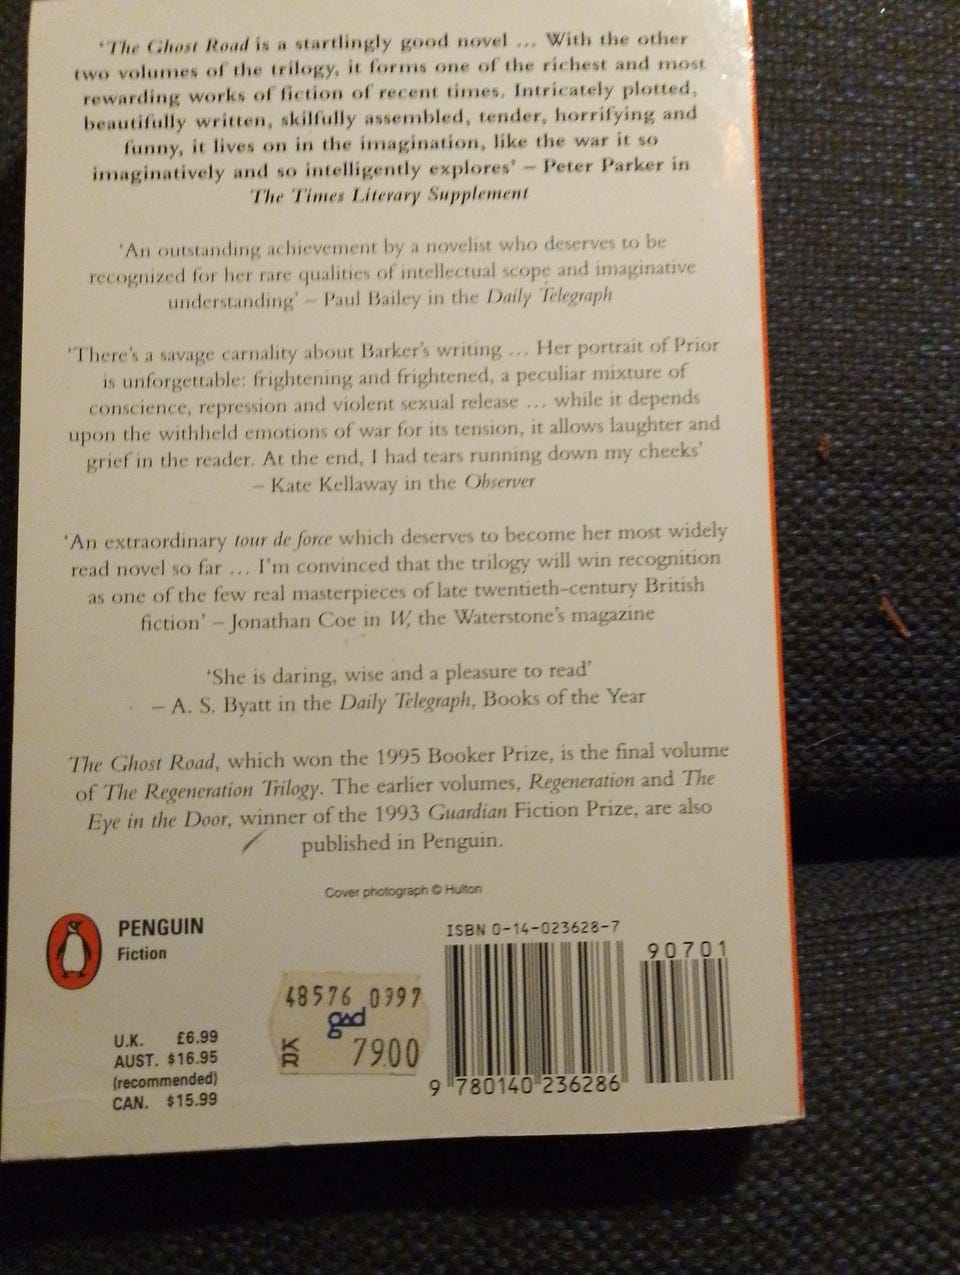 'The Ghost Road is a startlingly good novel ... With the other
two volumes of the trilogy, it forms one of the richest and most
rewarding works of fiction of recent times. Intricately plotted,
beautifully written, skilfully assembled, tender, horrifying and
funny, it lives on in the imagination, like the war it so
imaginatively and so intelligently explores' – Peter Parker in
The Times Literary Supplement
'An outstanding achievement by a novelist who deserves to be
recognized for her rare qualities of intellectual scope and imaginative
understanding' – Paul Bailey in the Daily Telegraph
'There's a savage carnality about Barker's writing ... Her portrait of Prior
is unforgettable: frightening and frightened, a peculiar mixture of
conscience, repression and violent sexual release ... while it depends
upon the withheld emotions of war for its tension, it allows laughter and
grief in the reader. At the end, I had tears running down my cheeks'
– Kate Kellaway in the Observer
'An extraordinary tour de force which deserves to become her most widely
read novel so far ... I'm convinced that the trilogy will win recognition
as one of the few real masterpieces of late twentieth-century British
fiction' – Jonathan Coe in W, the Waterstone's magazine
'She is daring, wise and a pleasure to read'
– A. S. Byatt in the Daily Telegraph, Books of the Year
The Ghost Road, which won the 1995 Booker Prize, is the final volume
of The Regeneration Trilogy. The earlier volumes, Regeneration and The
Eye in the Door, winner of the 1993 Guardian Fiction Prize, are also
published in Penguin.
Cover photograph © Hulton
PENGUIN
Fiction
U.K. £6.99
AUST. $16.95
(recommended)
CAN. $15.99
48576 0997
gad
KR 7900
ISBN 0-14-023628-7
90701
9 780140 236286